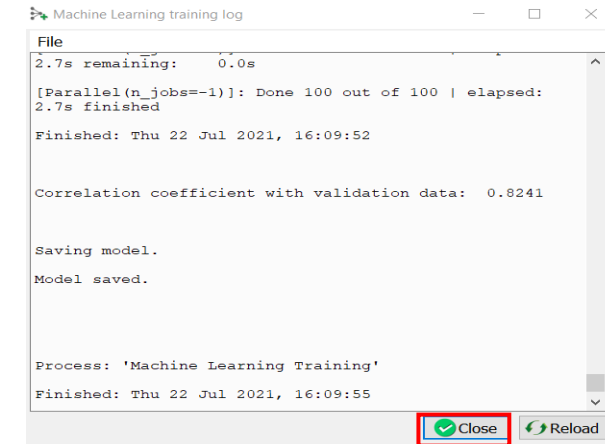 Machine Learning training log
File
2.7s remaining:    0.0s
[Parallel(n_jobs=-1)]: Done 100 out of 100 | elapsed:
2.7s finished
Finished: Thu 22 Jul 2021, 16:09:52
Correlation coefficient with validation data:  0.8241
Saving model.
Model saved.
Process: 'Machine Learning Training'
Finished: Thu 22 Jul 2021, 16:09:55
Close
Reload